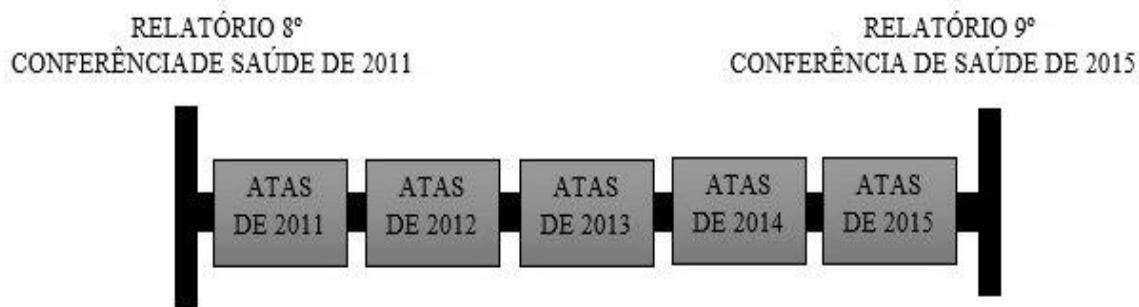 RELATÓRIO 8º
CONFERÊNCIADE SAÚDE DE 2011
RELATÓRIO 9º
CONFERÊNCIA DE SAÚDE DE 2015
ATAS
DE 2011
ATAS
DE 2012
ATAS
DE 2013
ATAS
DE 2014
ATAS
DE 2015